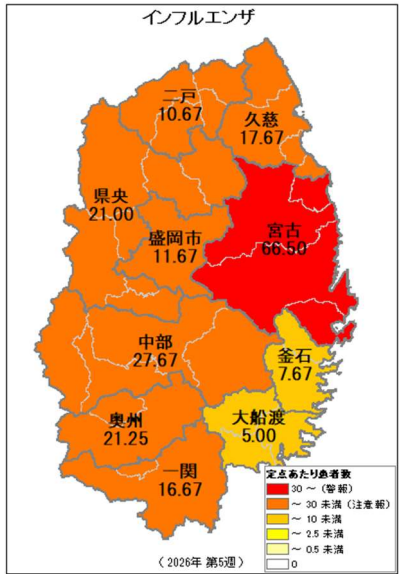 インフルエンザ
二戸
10.67
久慈
17.67
県央
21.00
盛岡市
11.67
宮古
66.50
中部
27.67
釜石
7.67
奥州
21.25
大船渡
5.00
一関
16.67
定点あたり患者数
30 ~ (警報)
~ 30 未満 (注意報)
~ 10 未満
~ 2.5 未満
~ 0.5 未満
0
( 2026年 第5週 )